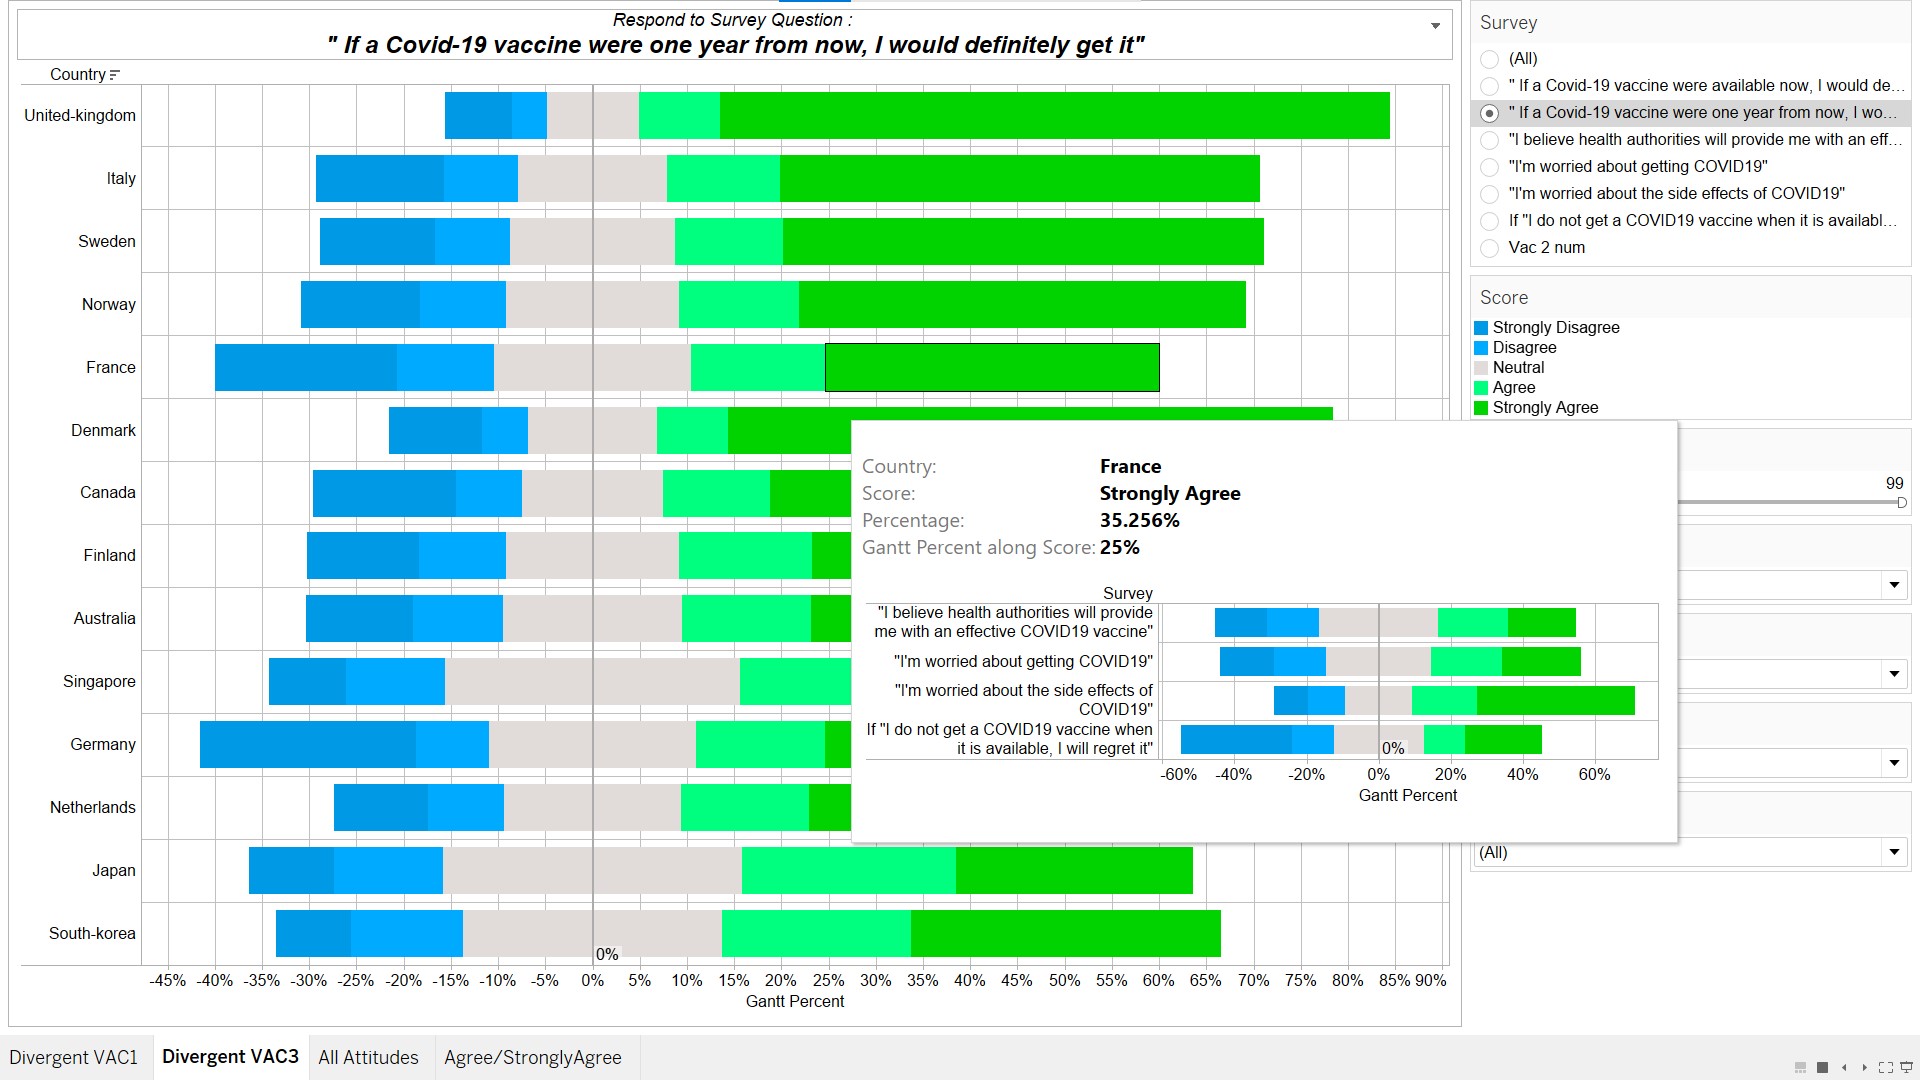 Respond to Survey Question :
" If a Covid-19 vaccine were one year from now, I would definitely get it"
Country
United-kingdom
Italy
Sweden
Norway
France
Denmark
Canada
Finland
Australia
Singapore
Germany
Netherlands
Japan
South-korea
0%
-45% -40% -35% -30% -25% -20% -15% -10% -5% 0% 5% 10% 15% 20% 25% 30% 35% 40% 45% 50% 55% 60% 65% 70% 75% 80% 85% 90%
Gantt Percent
Country: France
Score: Strongly Agree
Percentage: 35.256%
Gantt Percent along Score: 25%
Survey
"I believe health authorities will provide
me with an effective COVID19 vaccine"
"I'm worried about getting COVID19"
"I'm worried about the side effects of
COVID19"
If "I do not get a COVID19 vaccine when
it is available, I will regret it"
0%
-60% -40% -20% 0% 20% 40% 60%
Gantt Percent
Survey
(All)
" If a Covid-19 vaccine were available now, I would de...
" If a Covid-19 vaccine were one year from now, I wo...
"I believe health authorities will provide me with an eff...
"I'm worried about getting COVID19"
"I'm worried about the side effects of COVID19"
If "I do not get a COVID19 vaccine when it is availabl...
Vac 2 num
Score
Strongly Disagree
Disagree
Neutral
Agree
Strongly Agree
99
(All)
Divergent VAC1
Divergent VAC3
All Attitudes
Agree/StronglyAgree